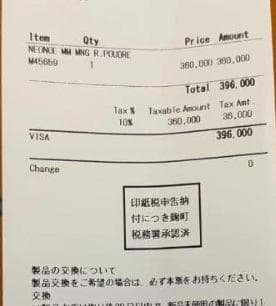 Item Qty Price Amount
NEONOE MM MNG R.POUDRE
M45659 1 360,000 360,000
Total 396,000
Tax % Taxable Amount Tax Amt.
10% 360,000 36,000
VISA 396,000
Change 0
印紙税申告納
付につき麹町
税務署承認済
製品の交換について
製品交換をご希望の場合は、必ず本票をお持ちください。
交換